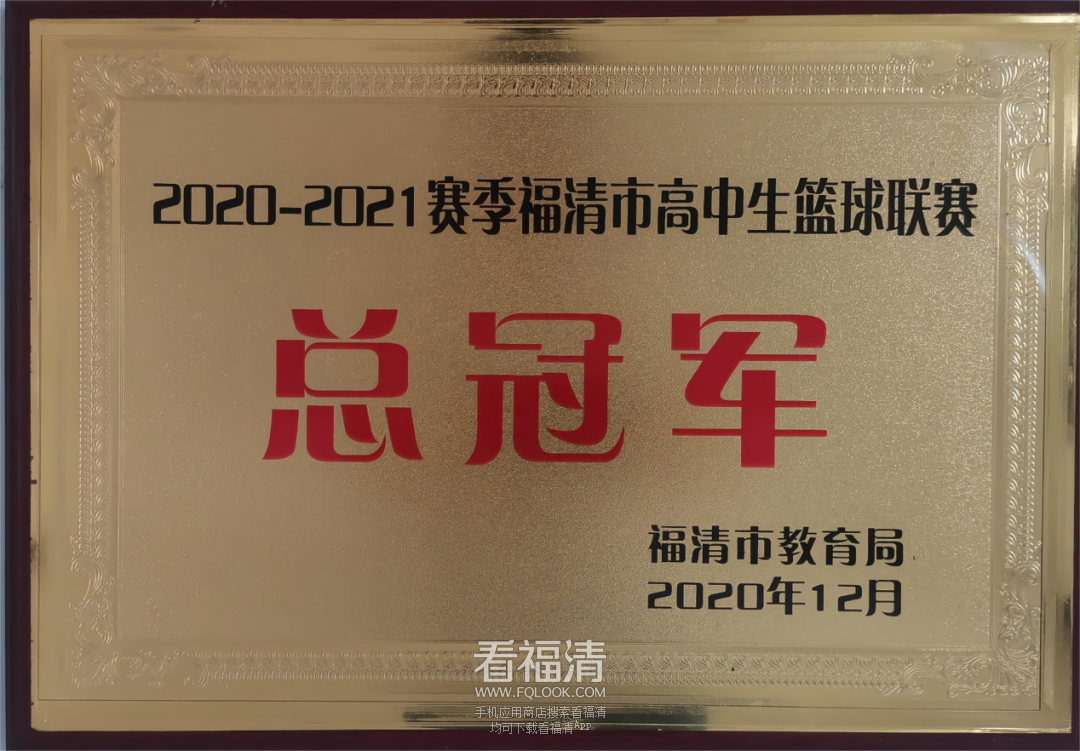 2020-2021赛季福清市高中生篮球联赛
总冠军
福清市教育局
2020年12月
看福清
WWW.FQLOOK.COM
手机应用商店搜索看福清
均可下载看福清APP